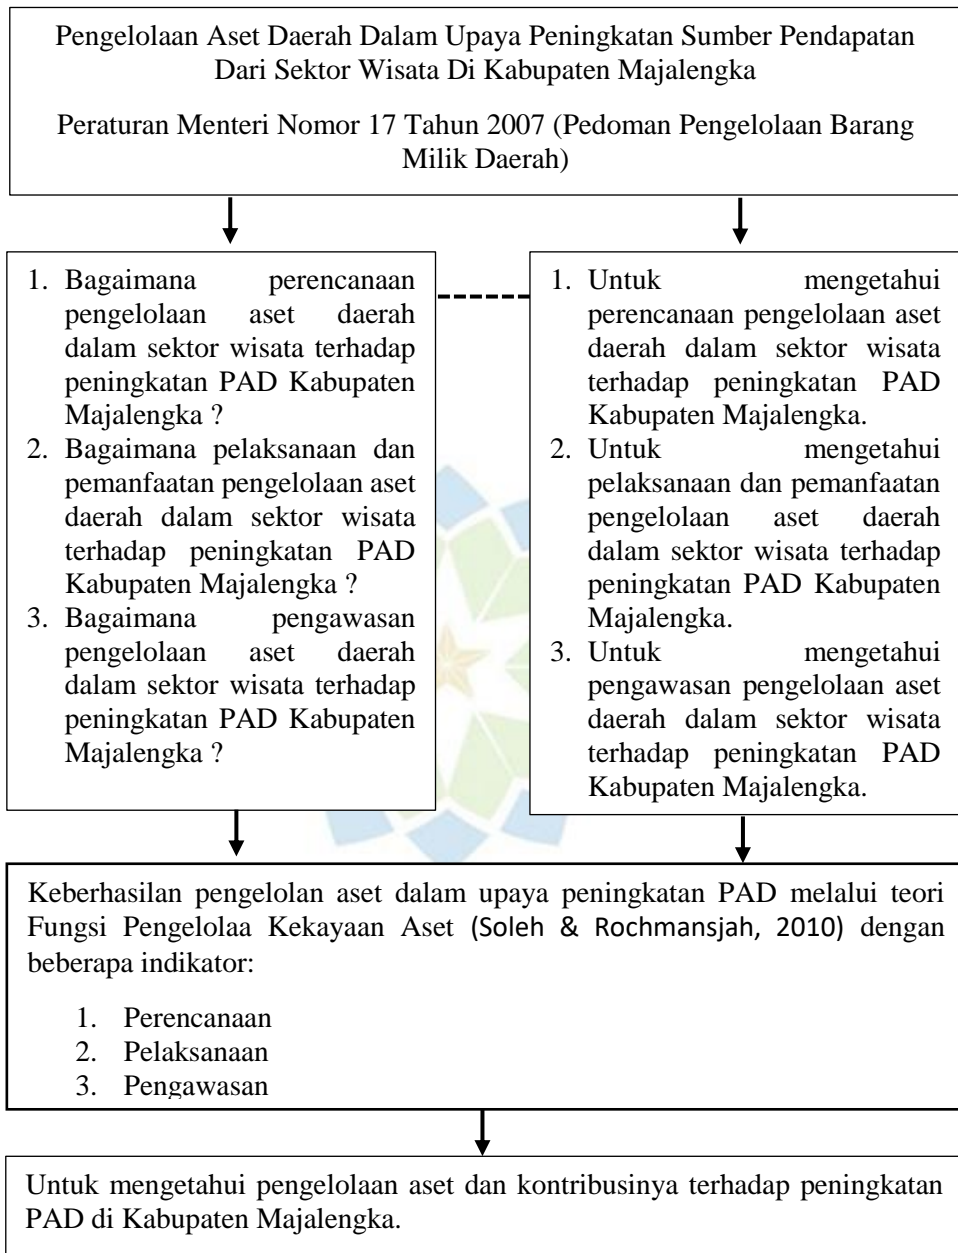 Pengelolaan Aset Daerah Dalam Upaya Peningkatan Sumber Pendapatan
Dari Sektor Wisata Di Kabupaten Majalengka
Peraturan Menteri Nomor 17 Tahun 2007 (Pedoman Pengelolaan Barang
Milik Daerah)
1. Bagaimana perencanaan
pengelolaan aset daerah
dalam sektor wisata terhadap
peningkatan PAD Kabupaten
Majalengka ?
2. Bagaimana pelaksanaan dan
pemanfaatan pengelolaan aset
daerah dalam sektor wisata
terhadap peningkatan PAD
Kabupaten Majalengka ?
3. Bagaimana pengawasan
pengelolaan aset daerah
dalam sektor wisata terhadap
peningkatan PAD Kabupaten
Majalengka ?
1. Untuk mengetahui
perencanaan pengelolaan aset
daerah dalam sektor wisata
terhadap peningkatan PAD
Kabupaten Majalengka.
2. Untuk mengetahui
pelaksanaan dan pemanfaatan
pengelolaan aset daerah
dalam sektor wisata terhadap
peningkatan PAD Kabupaten
Majalengka.
3. Untuk mengetahui
pengawasan pengelolaan aset
daerah dalam sektor wisata
terhadap peningkatan PAD
Kabupaten Majalengka.
Keberhasilan pengelolan aset dalam upaya peningkatan PAD melalui teori
Fungsi Pengelolaa Kekayaan Aset (Soleh & Rochmansjah, 2010) dengan
beberapa indikator:
1. Perencanaan
2. Pelaksanaan
3. Pengawasan
Untuk mengetahui pengelolaan aset dan kontribusinya terhadap peningkatan
PAD di Kabupaten Majalengka.